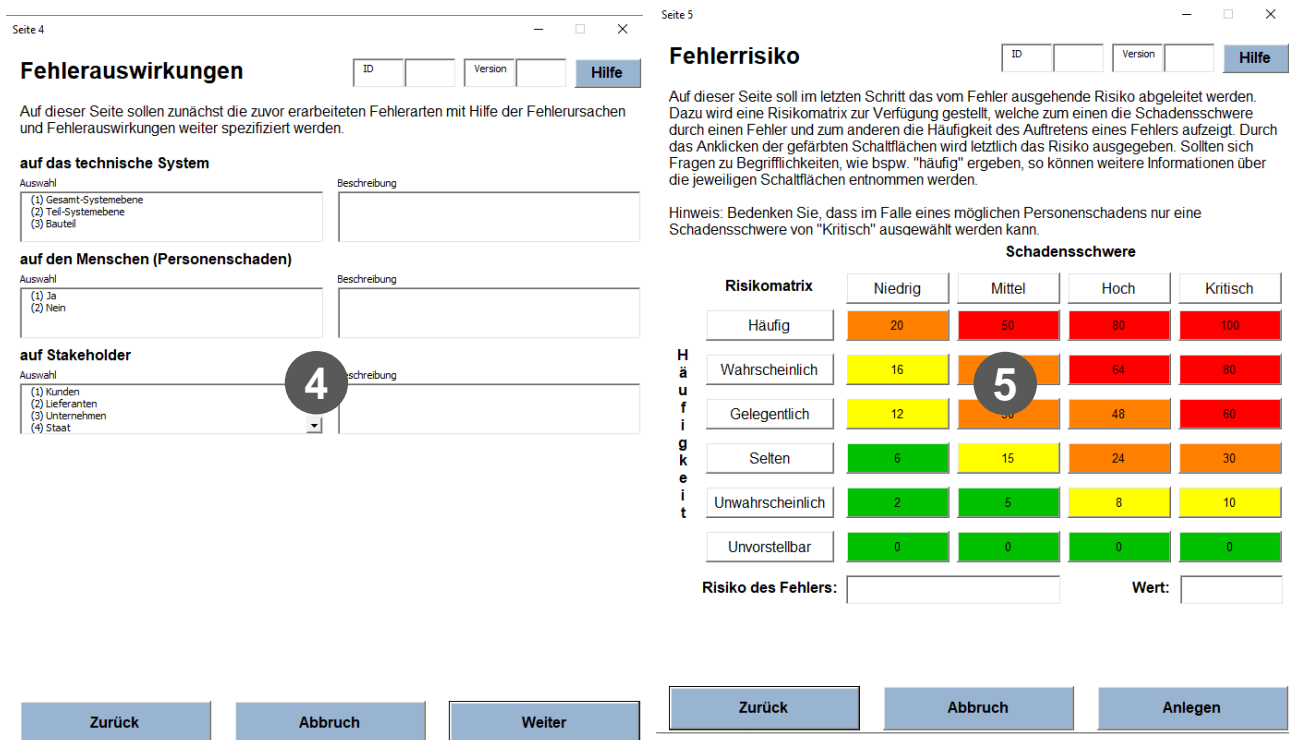 Seite 4
Fehlerauswirkungen
ID
Version
Hilfe
Auf dieser Seite sollen zunächst die zuvor erarbeiteten Fehlerarten mit Hilfe der Fehlerursachen
und Fehlerauswirkungen weiter spezifiziert werden.
auf das technische System
Auswahl
Beschreibung
(1) Gesamt-Systemebene
(2) Teil-Systemebene
(3) Bauteil
auf den Menschen (Personenschaden)
Auswahl
Beschreibung
(1) Ja
(2) Nein
auf Stakeholder
Auswahl
(1) Kunden
(2) Lieferanten
(3) Unternehmen
(4) Staat
4
Zurück
Abbruch
Weiter
Seite 5
Fehlerrisiko
ID
Version
Hilfe
Auf dieser Seite soll im letzten Schritt das vom Fehler ausgehende Risiko abgeleitet werden.
Dazu wird eine Risikomatrix zur Verfügung gestellt, welche zum einen die Schadensschwere
durch einen Fehler und zum anderen die Häufigkeit des Auftretens eines Fehlers aufzeigt. Durch
das Anklicken der gefärbten Schaltflächen wird letztlich das Risiko ausgegeben. Sollten sich
Fragen zu Begrifflichkeiten, wie bspw. "häufig" ergeben, so können weitere Informationen über
die jeweiligen Schaltflächen entnommen werden.
Hinweis: Bedenken Sie, dass im Falle eines möglichen Personenschadens nur eine
Schadensschwere von "Kritisch" ausgewählt werden kann.
Schadensschwere
Risikomatrix Niedrig Mittel Hoch Kritisch
Häufigkeit
Häufig 20 50 80 100
Wahrscheinlich 16 64 80
Gelegentlich 12 48 60
Selten 6 15 24 30
Unwahrscheinlich 2 5 8 10
Unvorstellbar 0 0 0 0
5
Risiko des Fehlers:
Wert:
Zurück
Abbruch
Anlegen